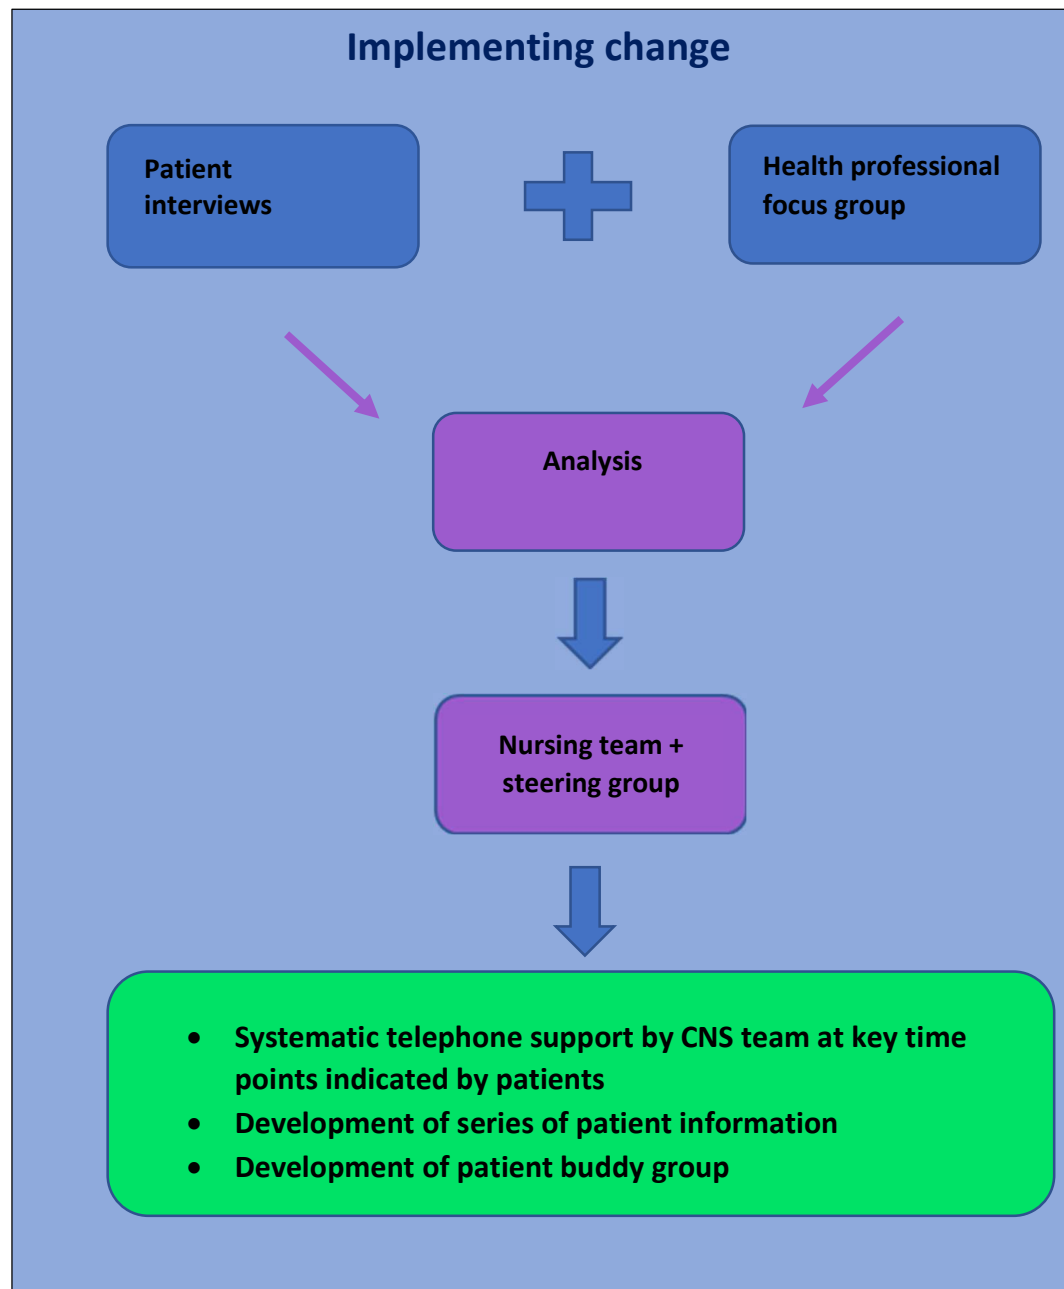 Implementing change
Patient
interviews
Health professional
focus group
Analysis
Nursing team +
steering group
• Systematic telephone support by CNS team at key time
points indicated by patients
• Development of series of patient information
• Development of patient buddy group